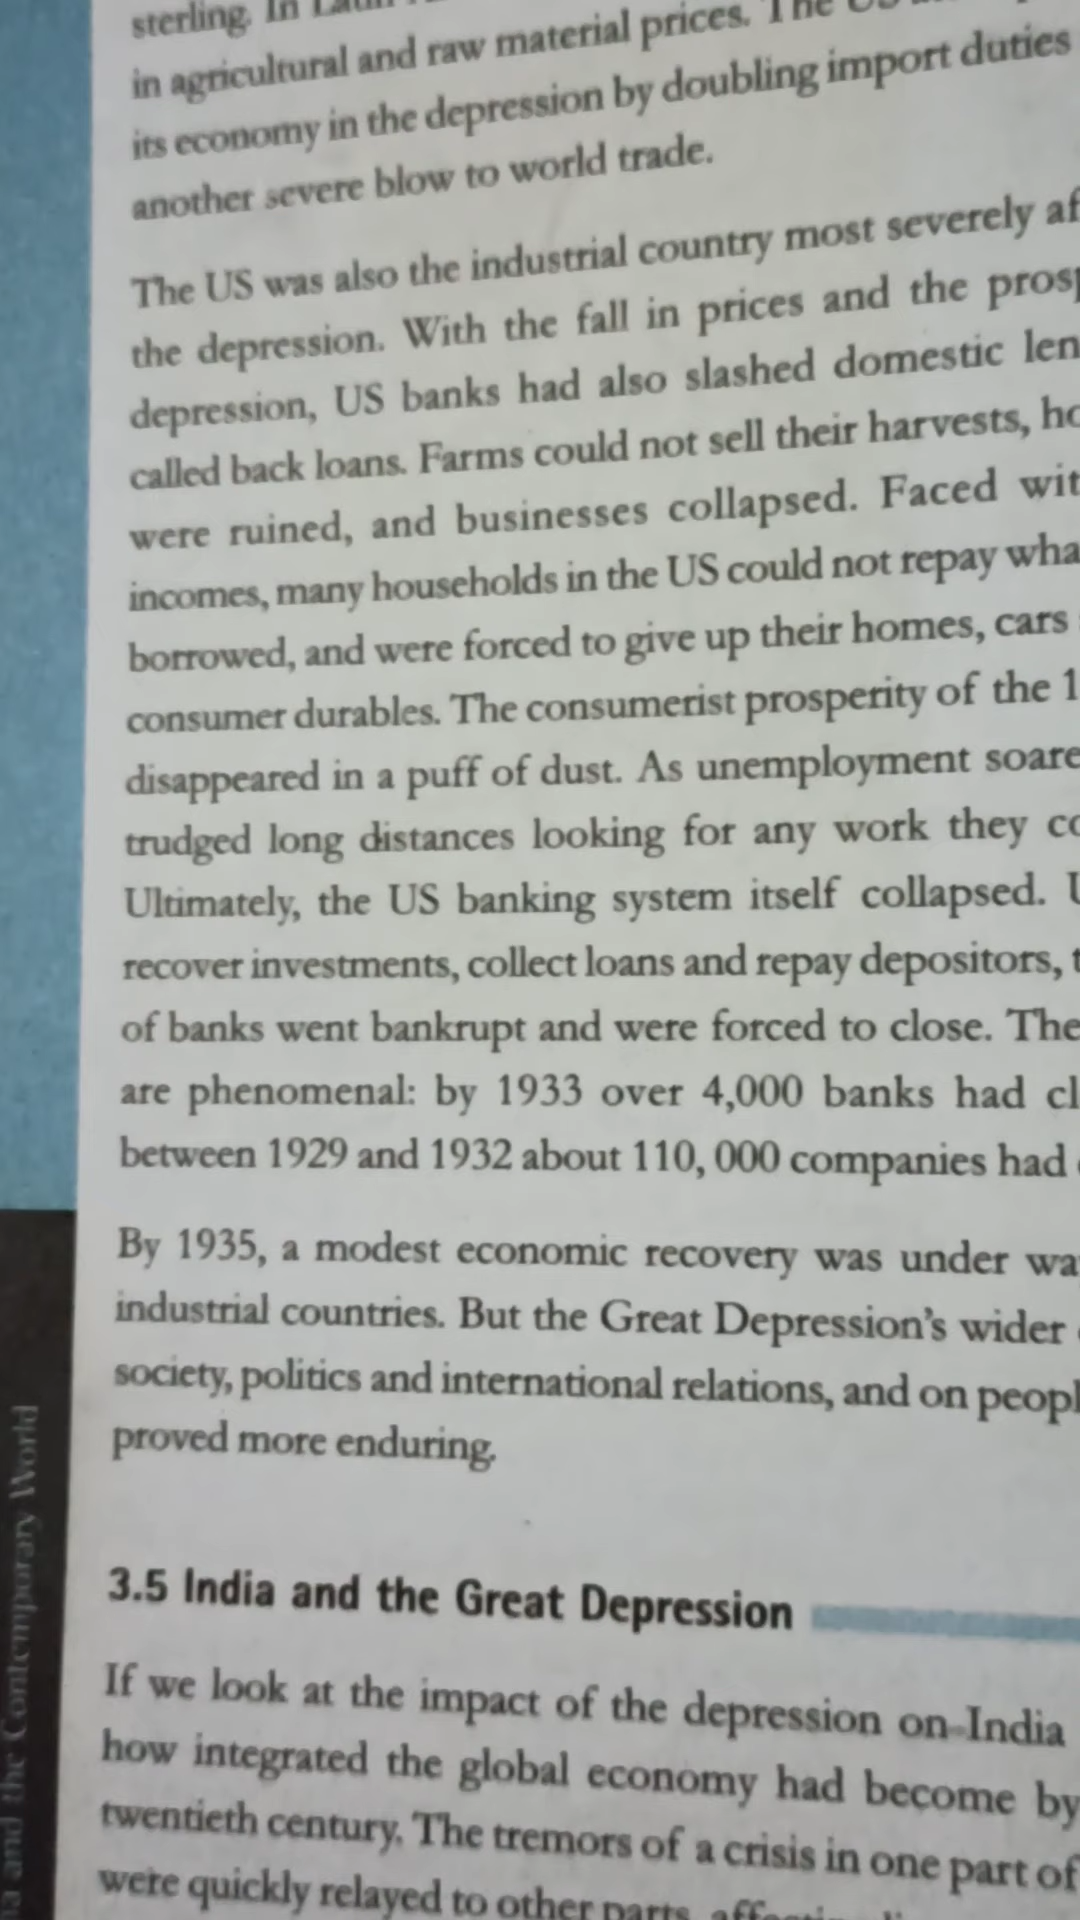 sterling. In
in agricultural and raw material prices. The US
its economy in the depression by doubling import duties
another severe blow to world trade.
The US was also the industrial country most severely
the depression. With the fall in prices and the
depression, US banks had also slashed domestic
called back loans. Farms could not sell their harvests,
were ruined, and businesses collapsed. Faced
incomes, many households in the US could not repay
borrowed, and were forced to give up their homes, cars
consumer durables. The consumerist prosperity of the
disappeared in a puff of dust. As unemployment
trudged long distances looking for any work they
Ultimately, the US banking system itself collapsed.
recover investments, collect loans and repay depositors,
of banks went bankrupt and were forced to close. The
are phenomenal: by 1933 over 4,000 banks had
between 1929 and 1932 about 110, 000 companies had
By 1935, a modest economic recovery was under
industrial countries. But the Great Depression's wider
society, politics and international relations, and on
proved more enduring.
3.5 India and the Great Depression
If we look at the impact of the depression on India
how integrated the global economy had become by
twentieth century. The tremors of a crisis in one part of
were quickly relayed to other parts,
and the Contemporary World